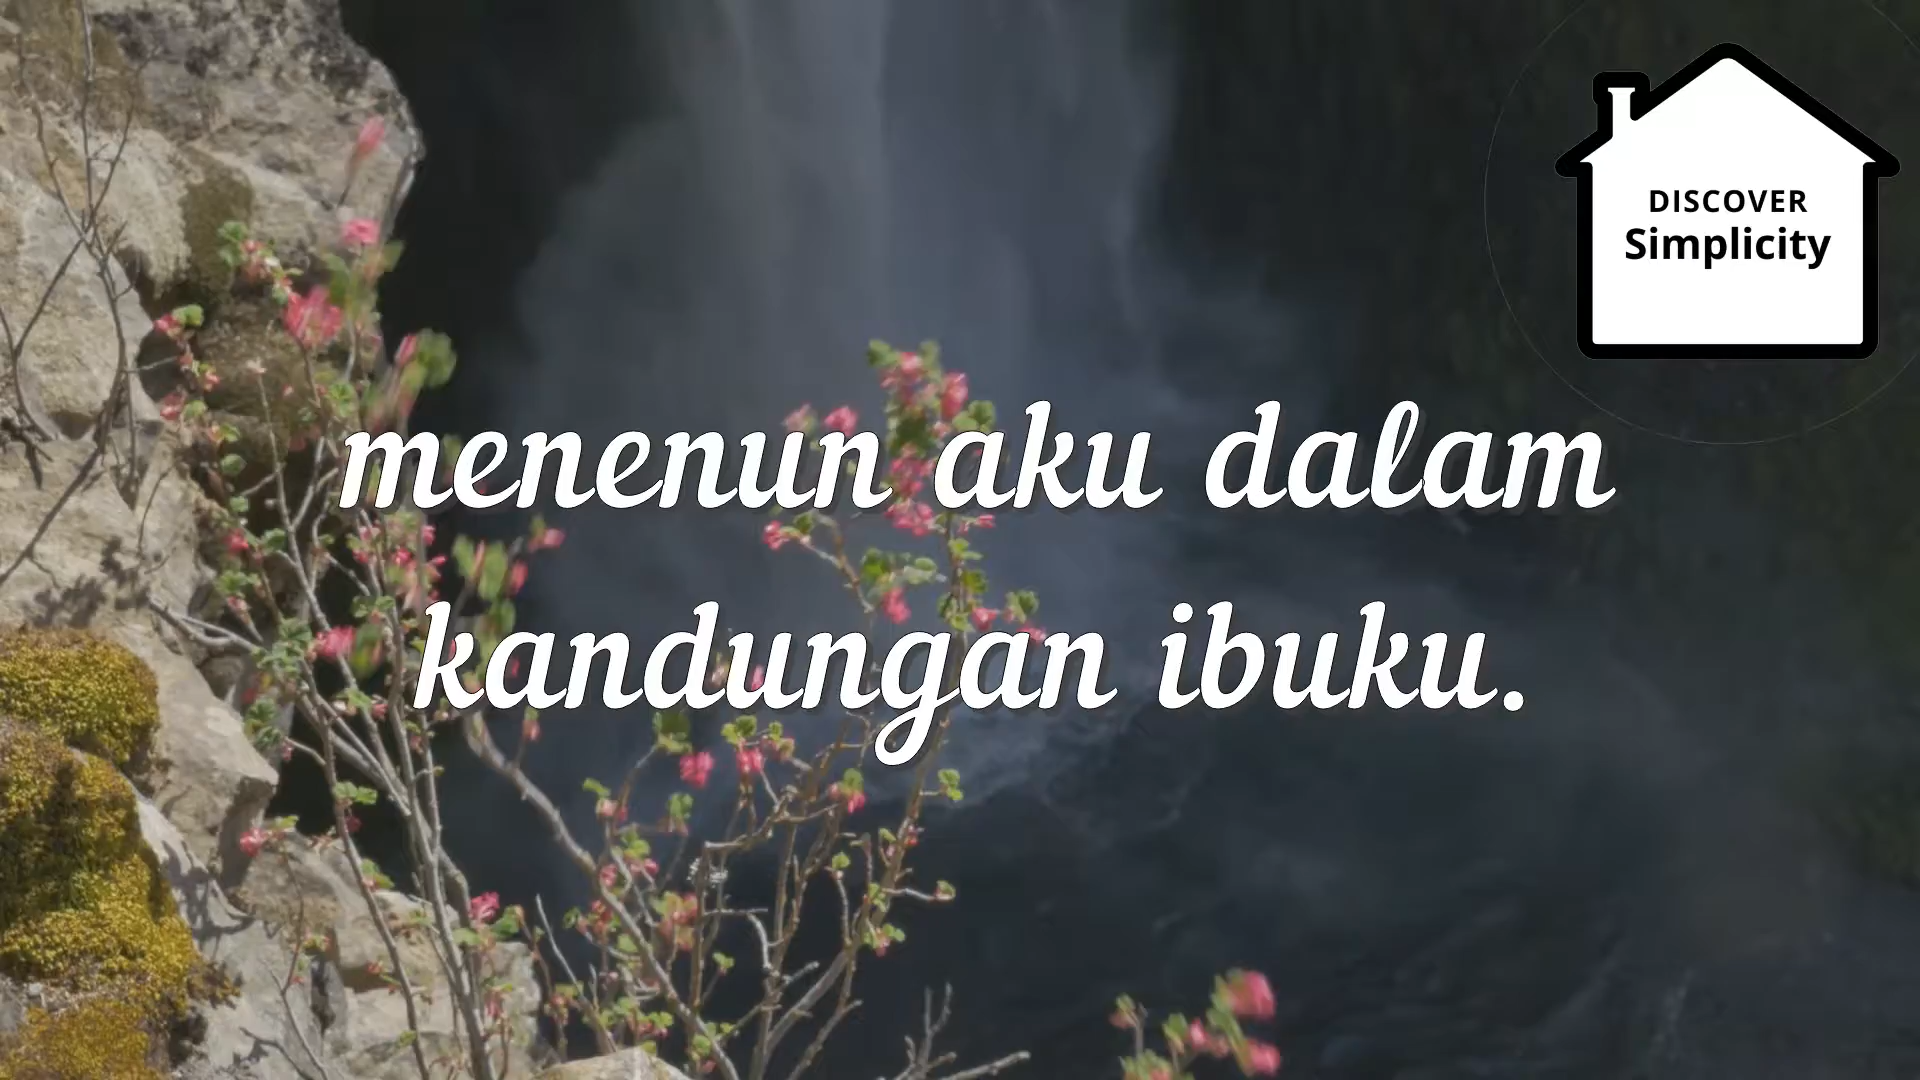 DISCOVER
Simplicity
menenun aku dalam
kandungan ibuku.